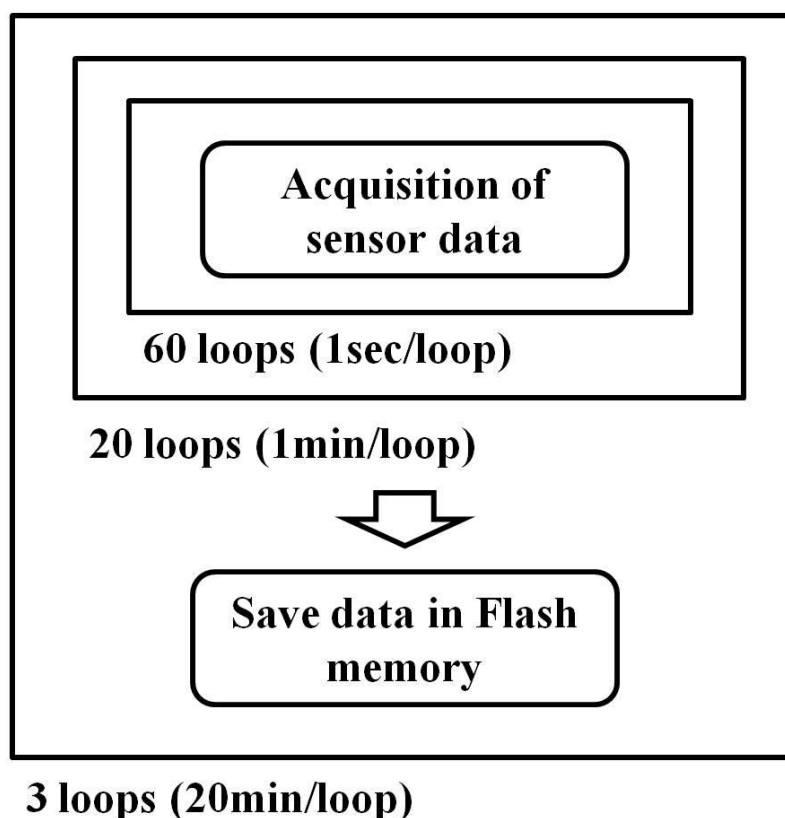 Acquisition of
sensor data
60 loops (1sec/loop)
20 loops (1min/loop)
Save data in Flash
memory
3 loops (20min/loop)